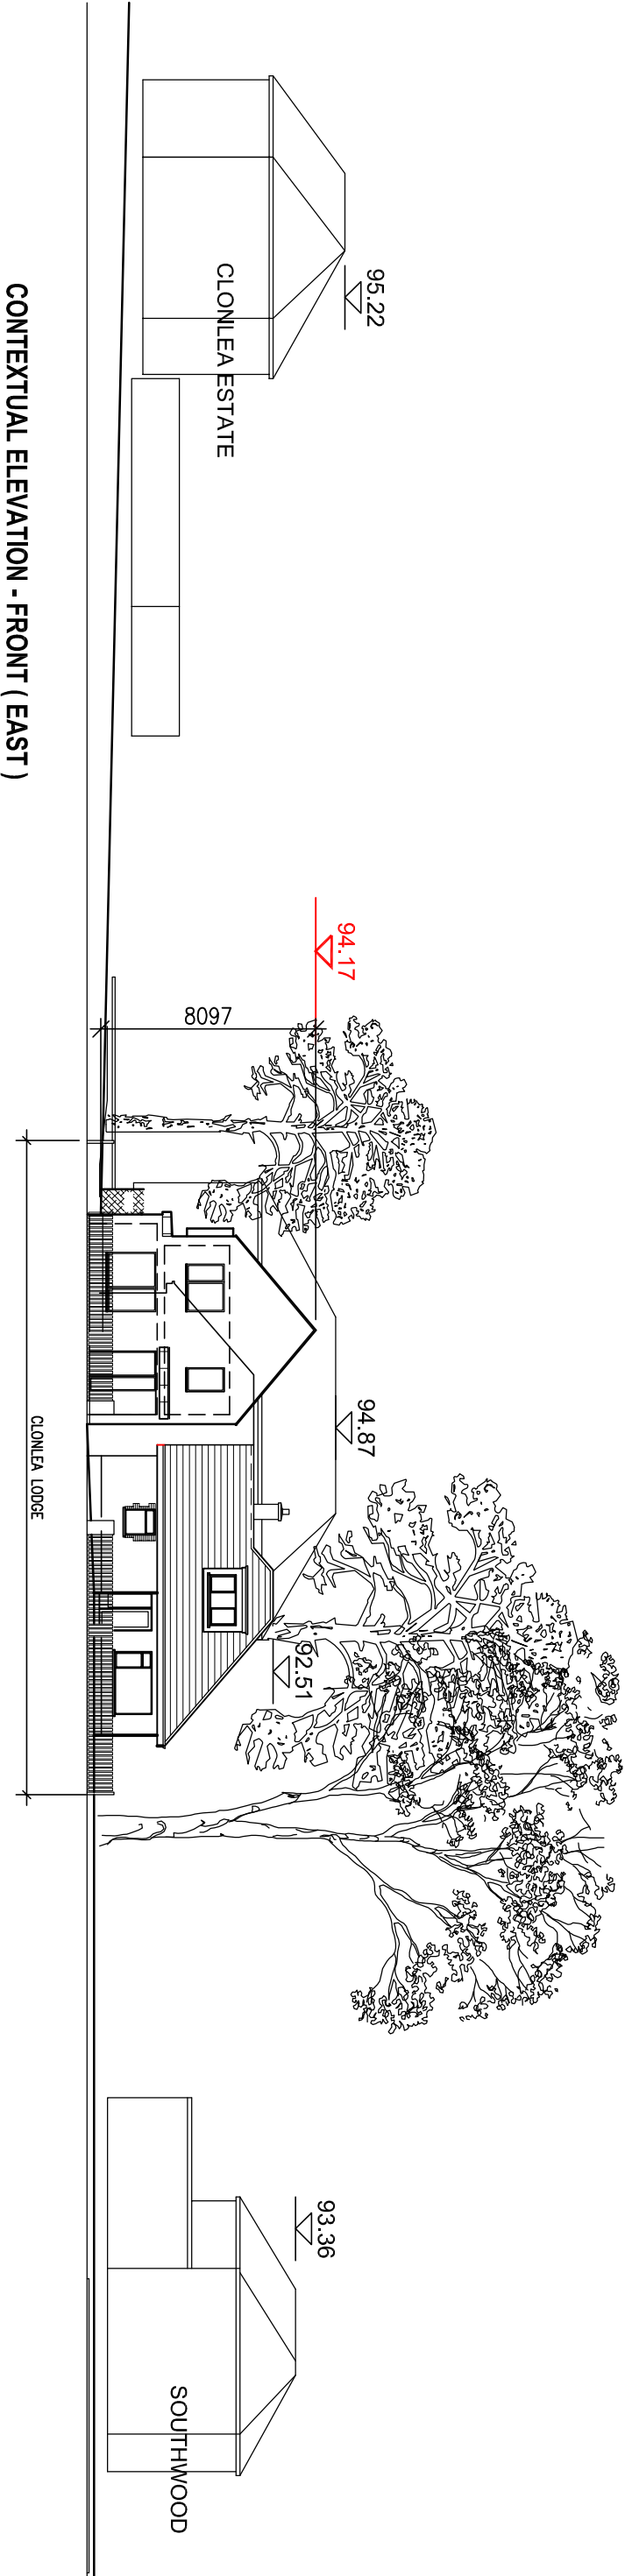 95.22
CLONLEA ESTATE
94.17
8097
94.87
92.51
CLONLEA LODGE
93.36
SOUTHWOOD
CONTEXTUAL ELEVATION - FRONT ( EAST )